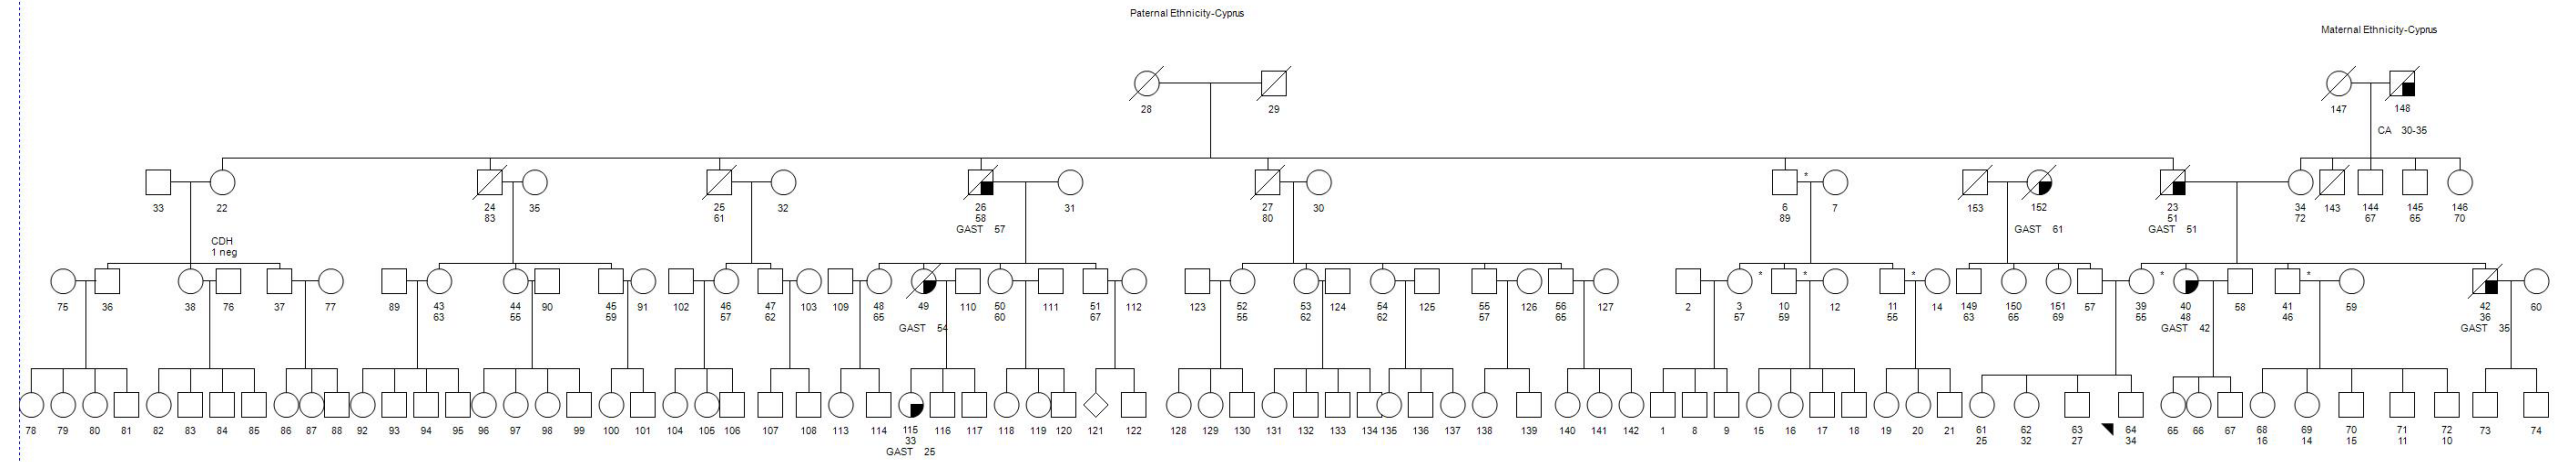 Paternal Ethnicity-Cyprus
Maternal Ethnicity-Cyprus
28 29 147 148
CA 30-35
33 22 24 35 25 32 26 31 27 30 6 * 7 153 152 23 34 143 144 145 146
83 61 58 80 89 51 72 67 65 70
GAST 57 GAST 61 GAST 51
CDH
1 neg
* * * * *
75 36 38 76 37 77 89 43 44 90 45 91 102 46 47 103 109 48 49 110 50 111 51 112 123 52 53 124 54 125 55 126 56 127 2 3 10 12 11 14 149 150 151 57 39 40 58 41 59 42 60
63 55 59 57 62 65 60 67 55 62 62 57 65 57 59 55 63 65 69 55 48 46 36
GAST 54 GAST 42 GAST 35
78 79 80 81 82 83 84 85 86 87 88 92 93 94 95 96 97 98 99 100 101 104 105 106 107 108 113 114 115 116 117 118 119 120 121 122 128 129 130 131 132 133 134 135 136 137 138 139 140 141 142 1 8 9 15 16 17 18 19 20 21 61 62 63 64 65 66 67 68 69 70 71 72 73 74
33 25 32 27 34 16 14 15 11 10
GAST 25